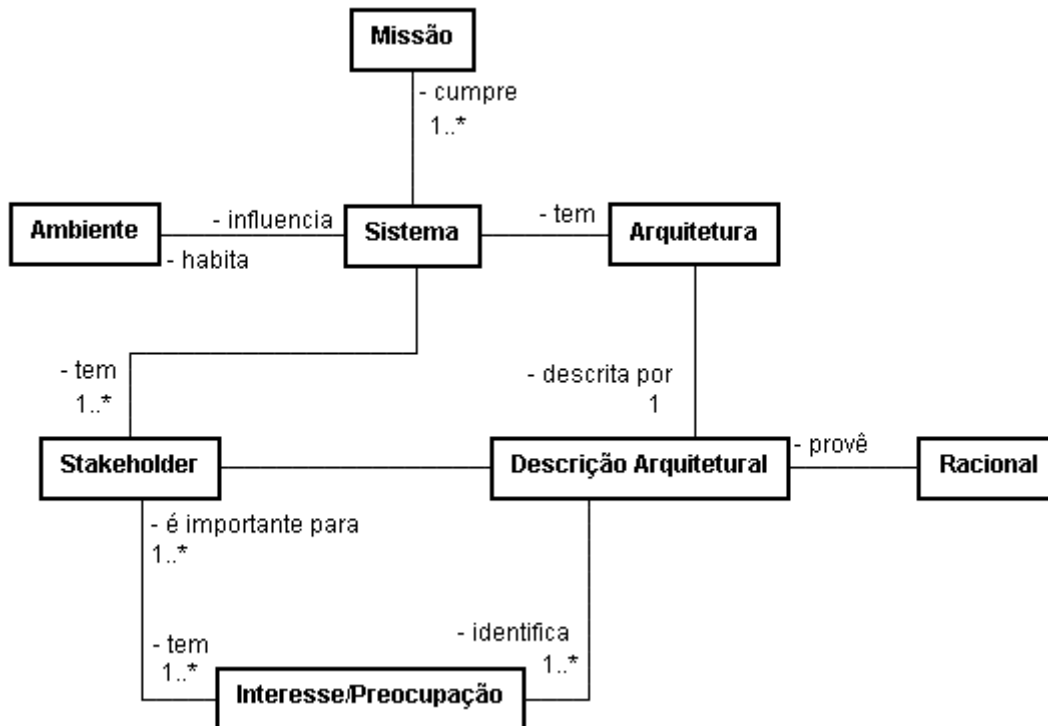 Missão
- cumpre
1..*
Ambiente
- influencia
- habita
Sistema
- tem
Arquitetura
- tem
1..*
- descrita por
1
Stakeholder
Descrição Arquitetural
- provê
Racional
- é importante para
1..*
- tem
1..*
- identifica
1..*
Interesse/Preocupação